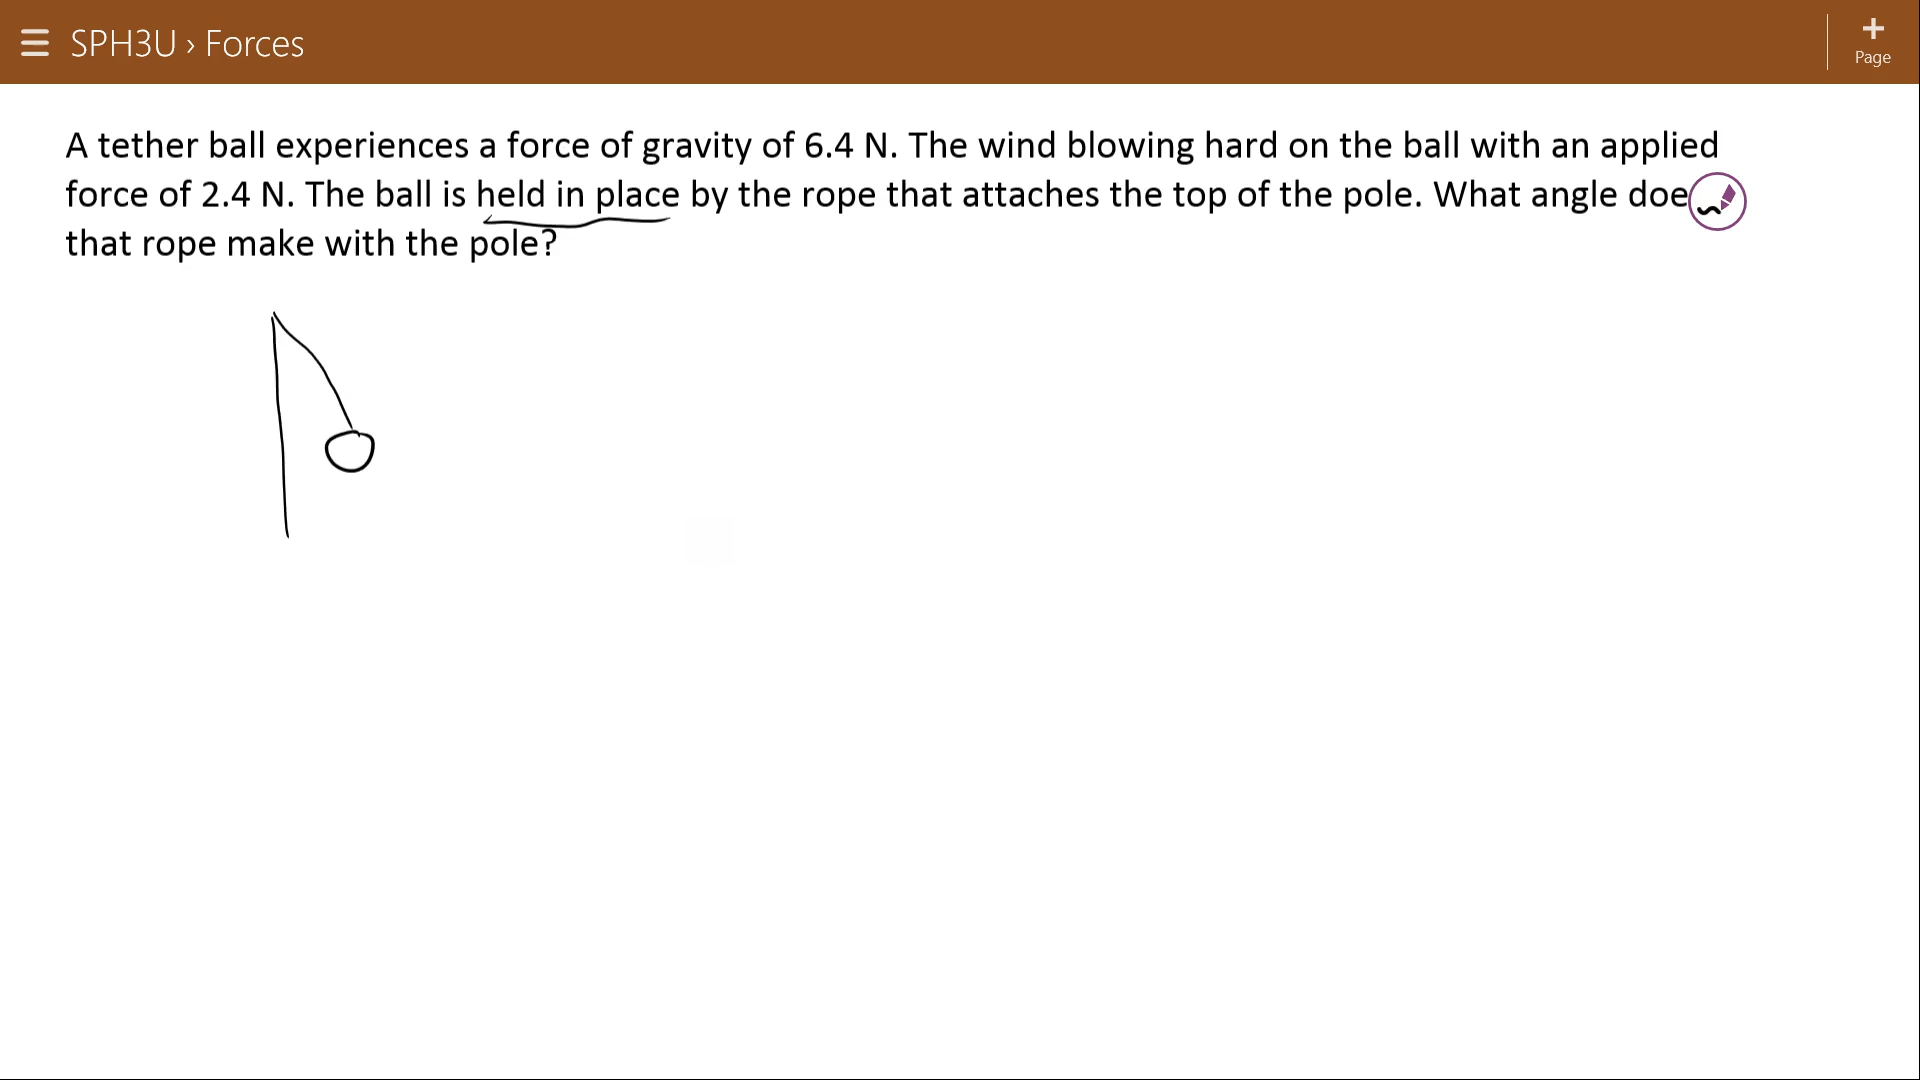 SPH3U › Forces
Page
A tether ball experiences a force of gravity of 6.4 N. The wind blowing hard on the ball with an applied
force of 2.4 N. The ball is held in place by the rope that attaches the top of the pole. What angle doe
that rope make with the pole?